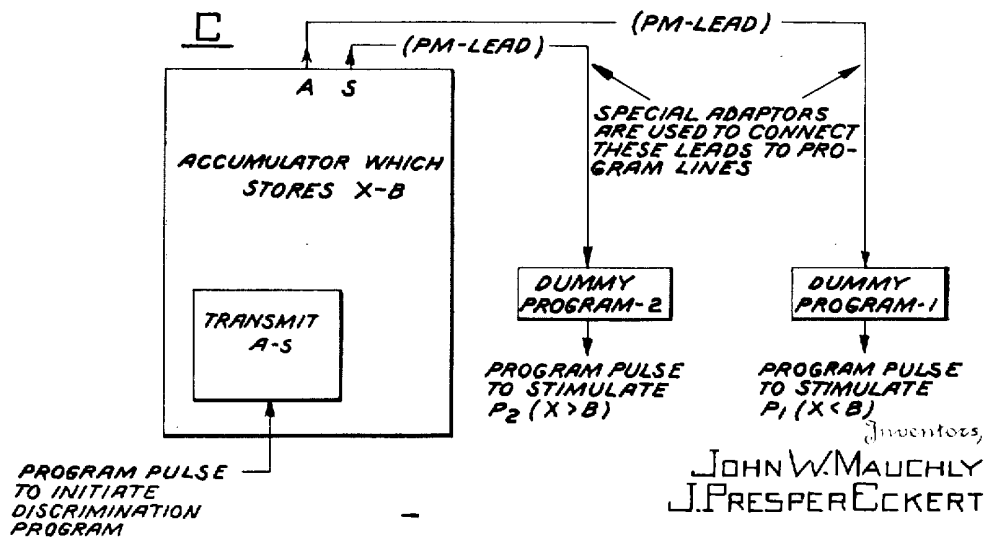 C
(PM-LEAD)
(PM-LEAD)
A S
SPECIAL ADAPTORS
ARE USED TO CONNECT
THESE LEADS TO PRO-
GRAM LINES
ACCUMULATOR WHICH
STORES X-B
TRANSMIT
A-S
DUMMY
PROGRAM-2
DUMMY
PROGRAM-1
PROGRAM PULSE
TO STIMULATE
P2 (X>B)
PROGRAM PULSE
TO STIMULATE
P1 (X<B)
PROGRAM PULSE
TO INITIATE
DISCRIMINATION
PROGRAM
Inventors,
JOHN W. MAUCHLY
J. PRESPER ECKERT